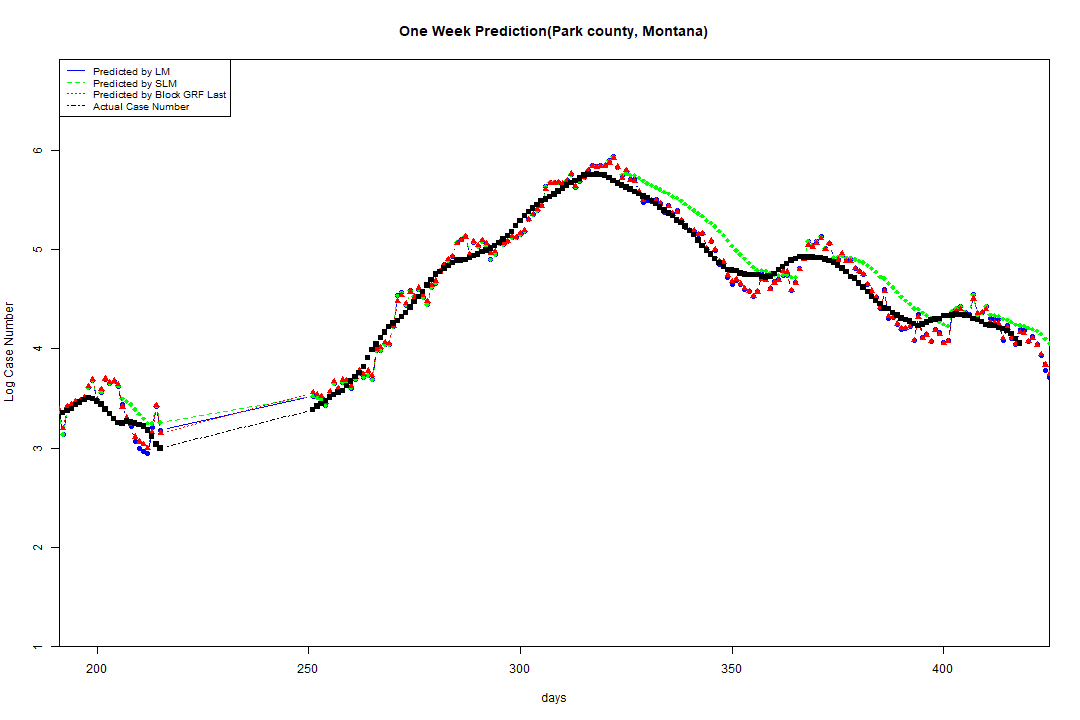 One Week Prediction(Park county, Montana)
Predicted by LM
Predicted by SLM
Predicted by Block GRF Last
Actual Case Number
Log Case Number
6
5
4
3
2
1
200 250 300 350 400
days